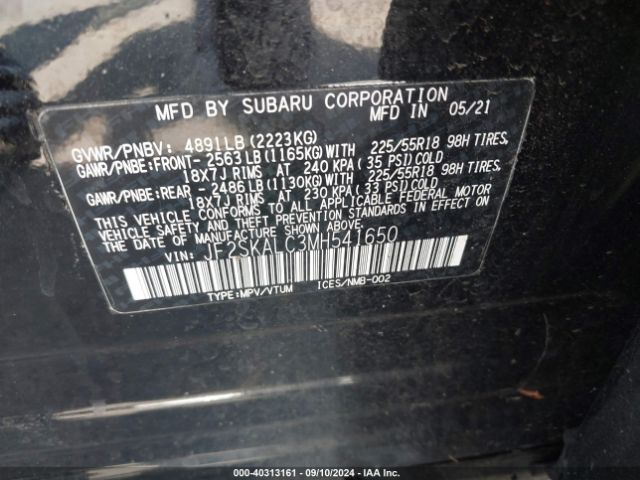 MFD BY SUBARU CORPORATION MFD IN 05/21
GVWR/PNBV: 4891LB(2223KG)
GAWR/PNBE:FRONT- 2563LB(1165KG)WITH 225/55R18 98H TIRES,
18X7J RIMS AT 240 KPA(35 PSI)COLD
GAWR/PNBE:REAR - 2486LB(1130KG)WITH 225/55R18 98H TIRES,
18X7J RIMS AT 230 KPA(33 PSI)COLD
THIS VEHICLE CONFORMS TO ALL APPLICABLE FEDERAL MOTOR
VEHICLE SAFETY, BUMPER, AND THEFT PREVENTION STANDARDS
IN EFFECT ON THE DATE OF MANUFACTURE SHOWN ABOVE.
VIN: JF2SKALC3MH541650
TYPE:MPV/VTUM ICES/NMB-002
000-40313161 - 09/10/2024 - IAA Inc.